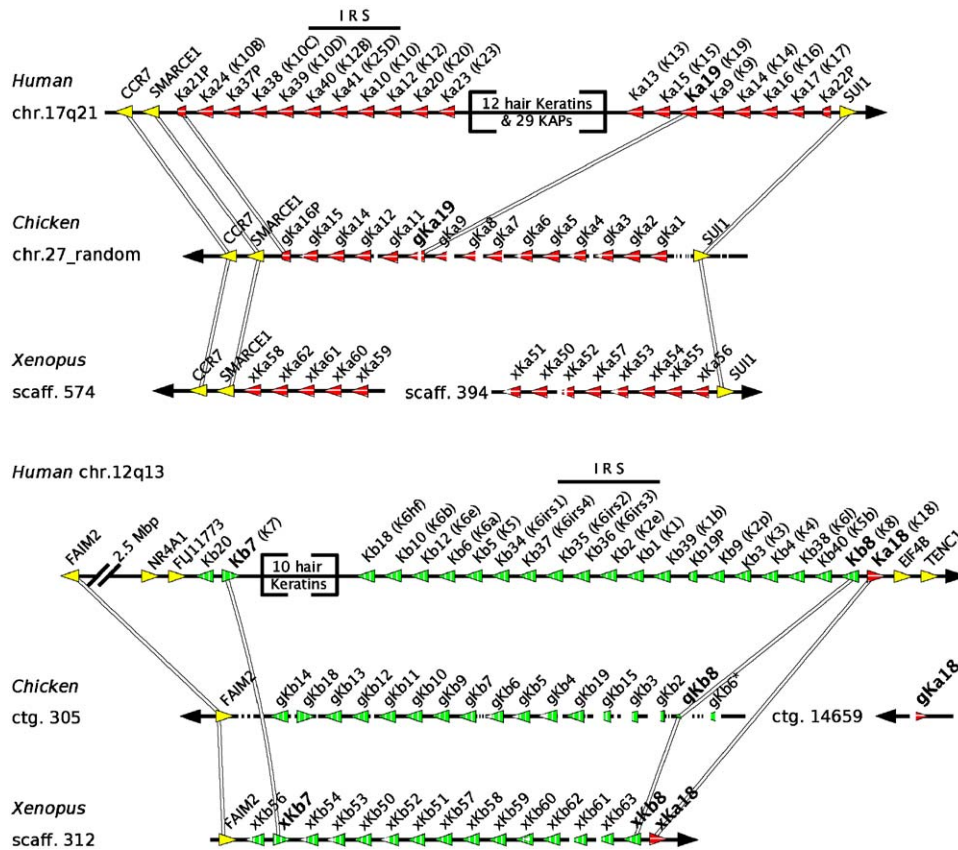 I R S
CCR7 SMARCE1 Ka21P Ka24 (K10B) Ka37P Ka38 (K10C) Ka39 (K10D) Ka40 (K12B) Ka41 (K25D) Ka10 (K10) Ka12 (K12) Ka20 (K20) Ka23 (K23) Ka13 (K13) Ka15 (K15) Ka19 (K19) Ka9 (K9) Ka14 (K14) Ka16 (K16) Ka17 (K17) Ka22P SUI1
Human
chr.17q21
12 hair Keratins
& 29 KAPs
CCR7 SMARCE1 gKa16P gKa15 gKa14 gKa12 gKa11 gKa19 gKa9 gKa8 gKa7 gKa6 gKa5 gKa4 gKa3 gKa2 gKa1 SUI1
Chicken
chr.27_random
CCR7 SMARCE1 xKa58 xKa62 xKa61 xKa60 xKa59 xKa51 xKa50 xKa52 xKa57 xKa53 xKa54 xKa55 xKa56 SUI1
Xenopus
scaff. 574
scaff. 394
Human chr.12q13
I R S
FAIM2 2.5 Mbp NR4A1 FLJ11773 Kb20 Kb7 (K7) Kb18 (K6hf) Kb10 (K6b) Kb12 (K6e) Kb6 (K6a) Kb5 (K5) Kb34 (K6irs1) Kb37 (K6irs4) Kb35 (K6irs2) Kb36 (K6irs3) Kb2 (K2e) Kb1 (K1) Kb39 (K1b) Kb19P Kb9 (K2p) Kb3 (K3) Kb4 (K4) Kb38 (K6l) Kb40 (K5b) Kb8 (K8) Ka18 (K18) EIF4B TENC1
10 hair
Keratins
FAIM2 gKb14 gKb18 gKb13 gKb12 gKb11 gKb10 gKb9 gKb7 gKb6 gKb5 gKb4 gKb19 gKb15 gKb3 gKb2 gKb8 gKb6* gKa18
Chicken
ctg. 305
ctg. 14659
FAIM2 xKb56 xKb7 xKb54 xKb53 xKb50 xKb52 xKb51 xKb57 xKb58 xKb59 xKb60 xKb62 xKb61 xKb63 xKb8 xKa18
Xenopus
scaff. 312